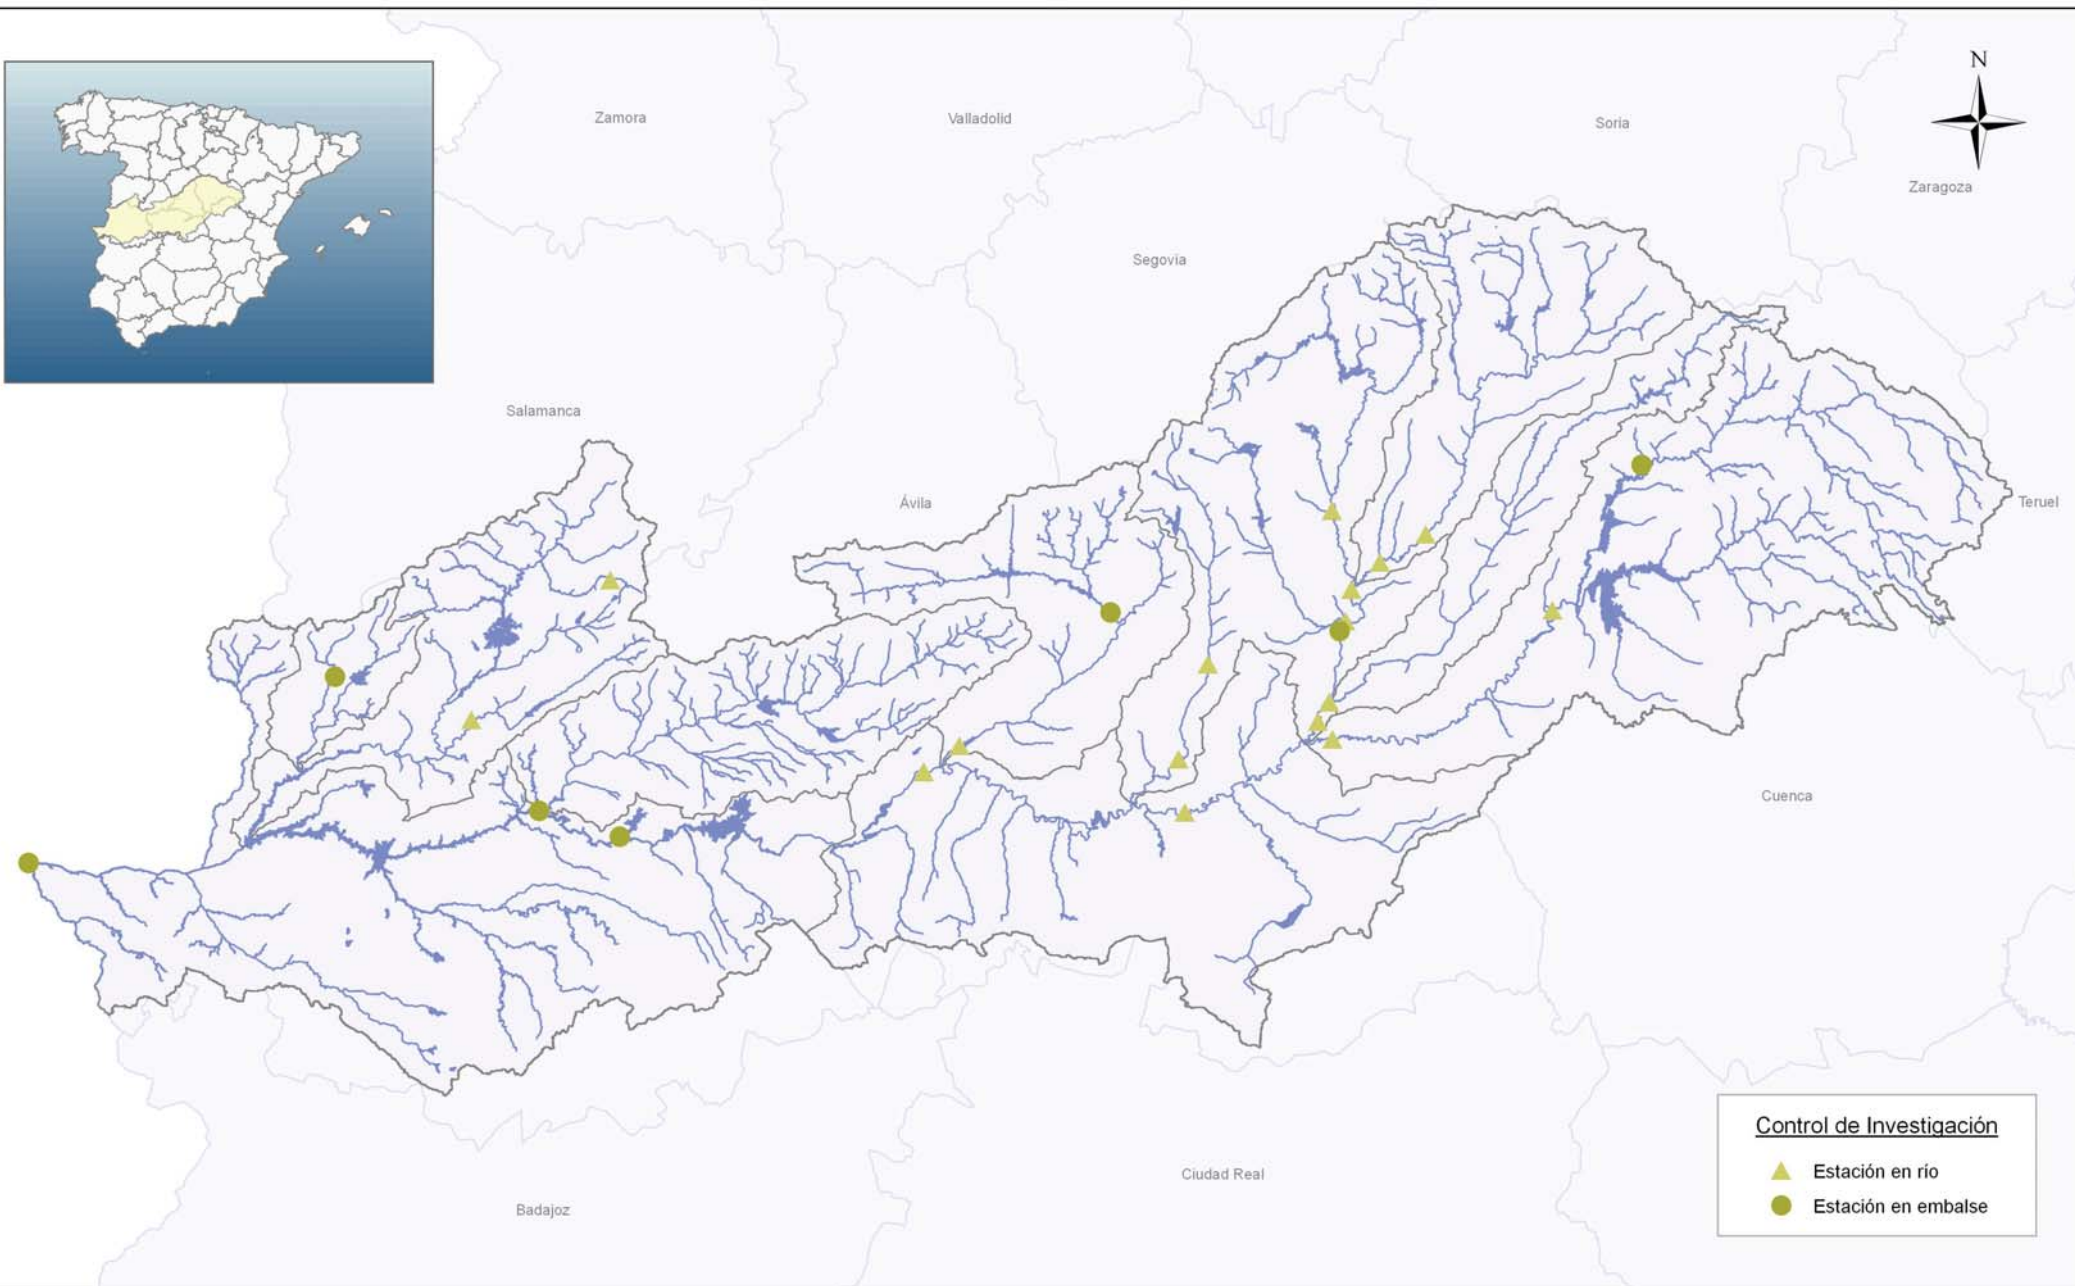 N
Zamora
Valladolid
Soria
Zaragoza
Segovia
Salamanca
Ávila
Teruel
Cuenca
Ciudad Real
Badajoz
Control de Investigación
Estación en río
Estación en embalse